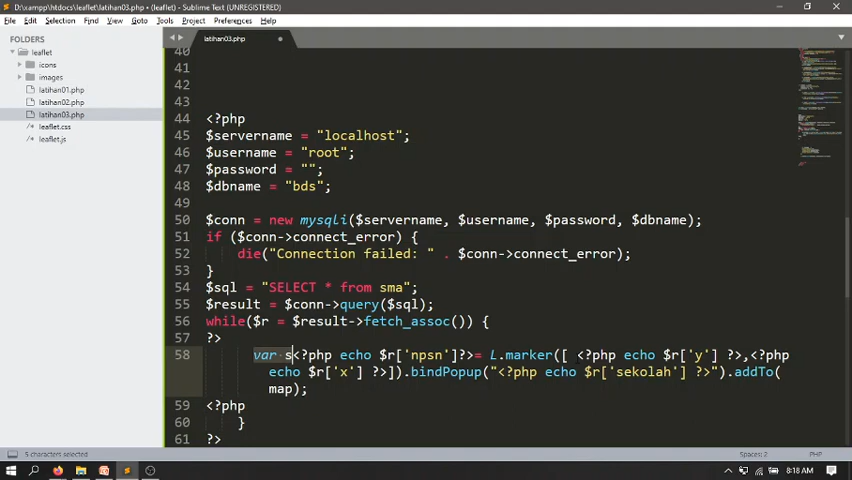 D:\xampp\htdocs\leaflet\latihan03.php • (leaflet) - Sublime Text (UNREGISTERED)
File Edit Selection Find View Goto Tools Project Preferences Help
FOLDERS
leaflet
icons
images
latihan01.php
latihan02.php
latihan03.php
leaflet.css
leaflet.js
latihan03.php
40
41
42
43
44 <?php
45 $servername = "localhost";
46 $username = "root";
47 $password = "";
48 $dbname = "bds";
49
50 $conn = new mysqli($servername, $username, $password, $dbname);
51 if ($conn->connect_error) {
52 die("Connection failed: " . $conn->connect_error);
53 }
54 $sql = "SELECT * from sma";
55 $result = $conn->query($sql);
56 while($r = $result->fetch_assoc()) {
57 ?>
58 var s<?php echo $r['npsn']?>= L.marker([ <?php echo $r['y'] ?>,<?php
echo $r['x'] ?>]).bindPopup("<?php echo $r['sekolah'] ?>").addTo(
map);
59 <?php
60 }
61 ?>
5 characters selected
Spaces: 2
PHP
8:18 AM